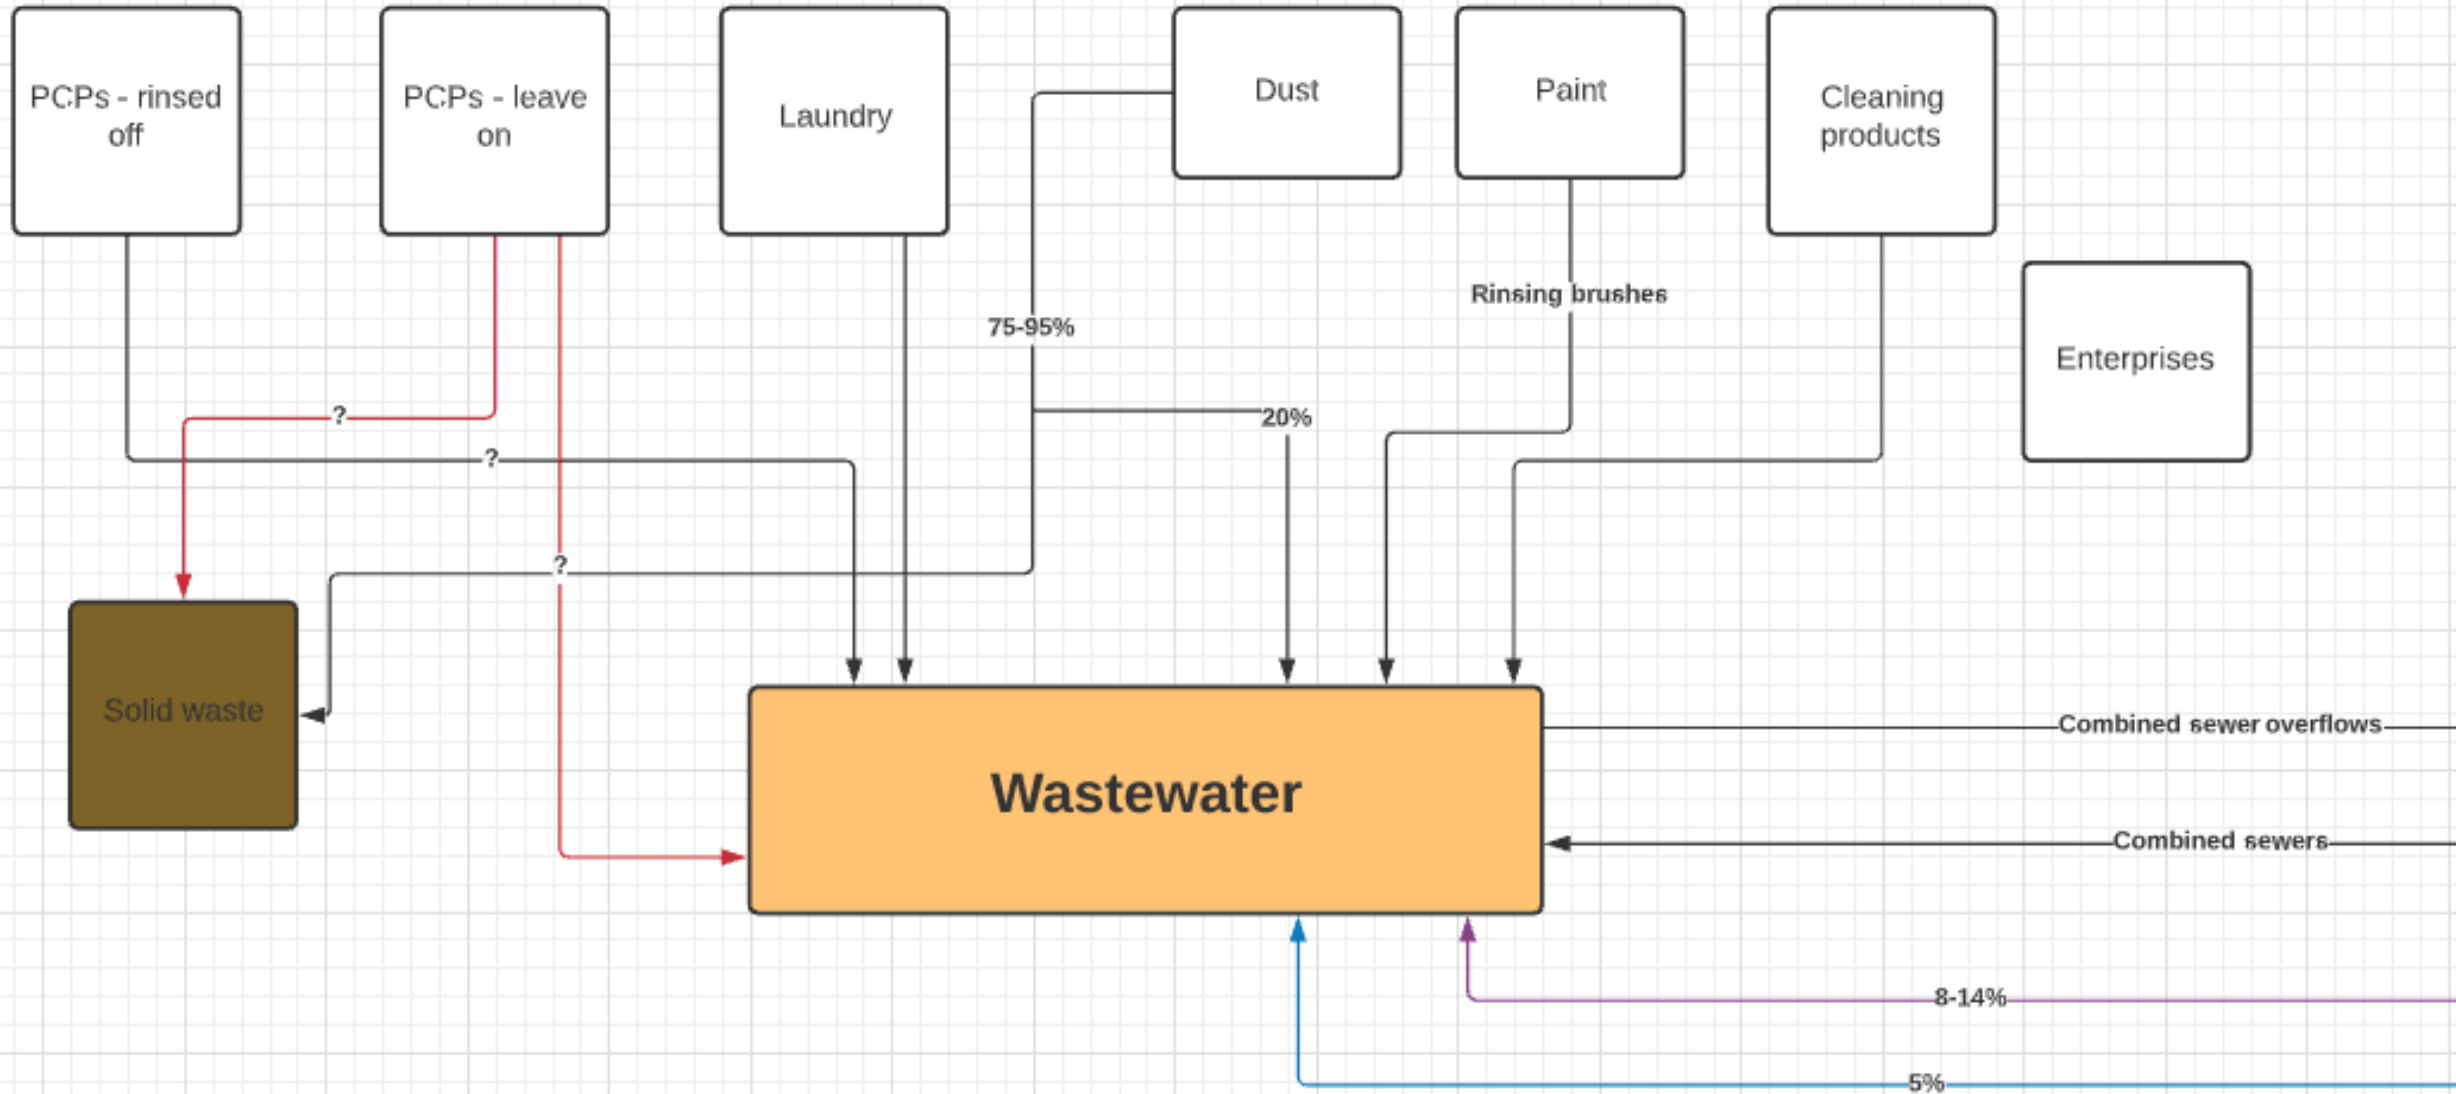 PCPs - rinsed
off
PCPs - leave
on
Laundry
Dust
Paint
Cleaning
products
Rinsing brushes
75-95%
Enterprises
?
20%
?
?
Solid waste
Combined sewer overflows
Wastewater
Combined sewers
8-14%
5%